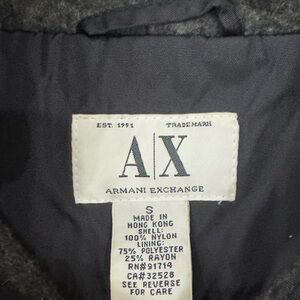 EST. 1991 TRADEMARK
A|X
ARMANI EXCHANGE
S
MADE IN
HONG KONG
SHELL:
100% NYLON
LINING:
75% POLYESTER
25% RAYON
RN#91714
CA#32528
SEE REVERSE
FOR CARE